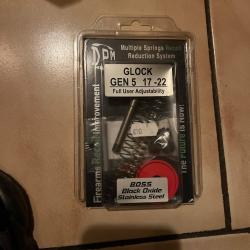 DPM
Multiple Springs Recoil
Reduction System
GLOCK
GEN 5 17 -22
Full User Adjustability
Firearms Recoil Improvement
The Future is Now!
BOSS
Black Oxide
Stainless Steel